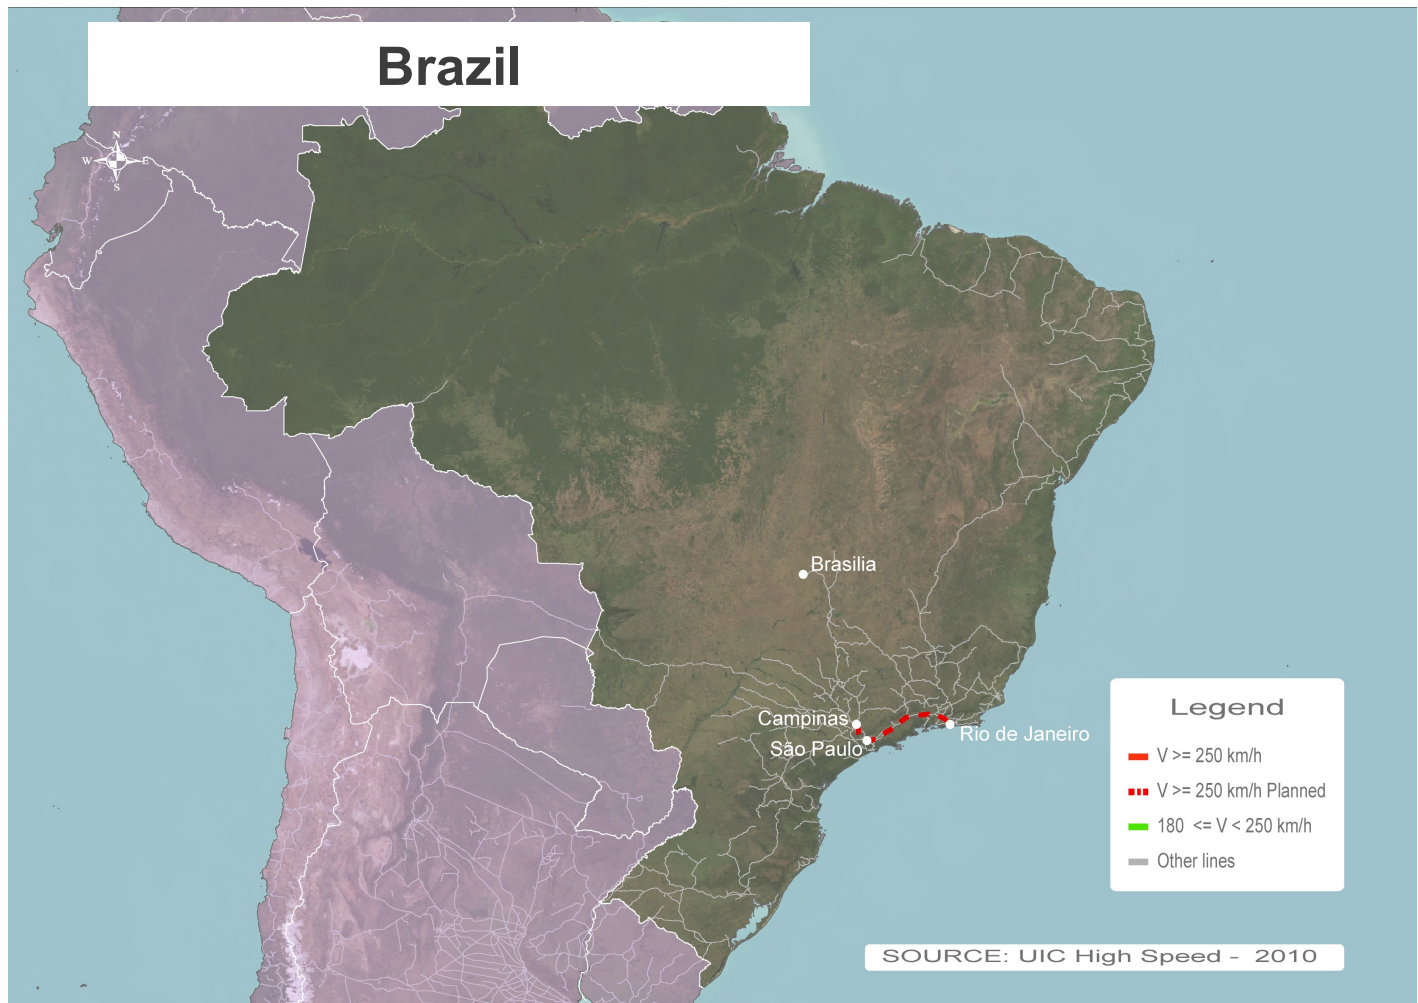 Brazil
N
W E
S
Brasilia
Campinas
São Paulo
Rio de Janeiro
Legend
V >= 250 km/h
V >= 250 km/h Planned
180 <= V < 250 km/h
Other lines
SOURCE: UIC High Speed - 2010